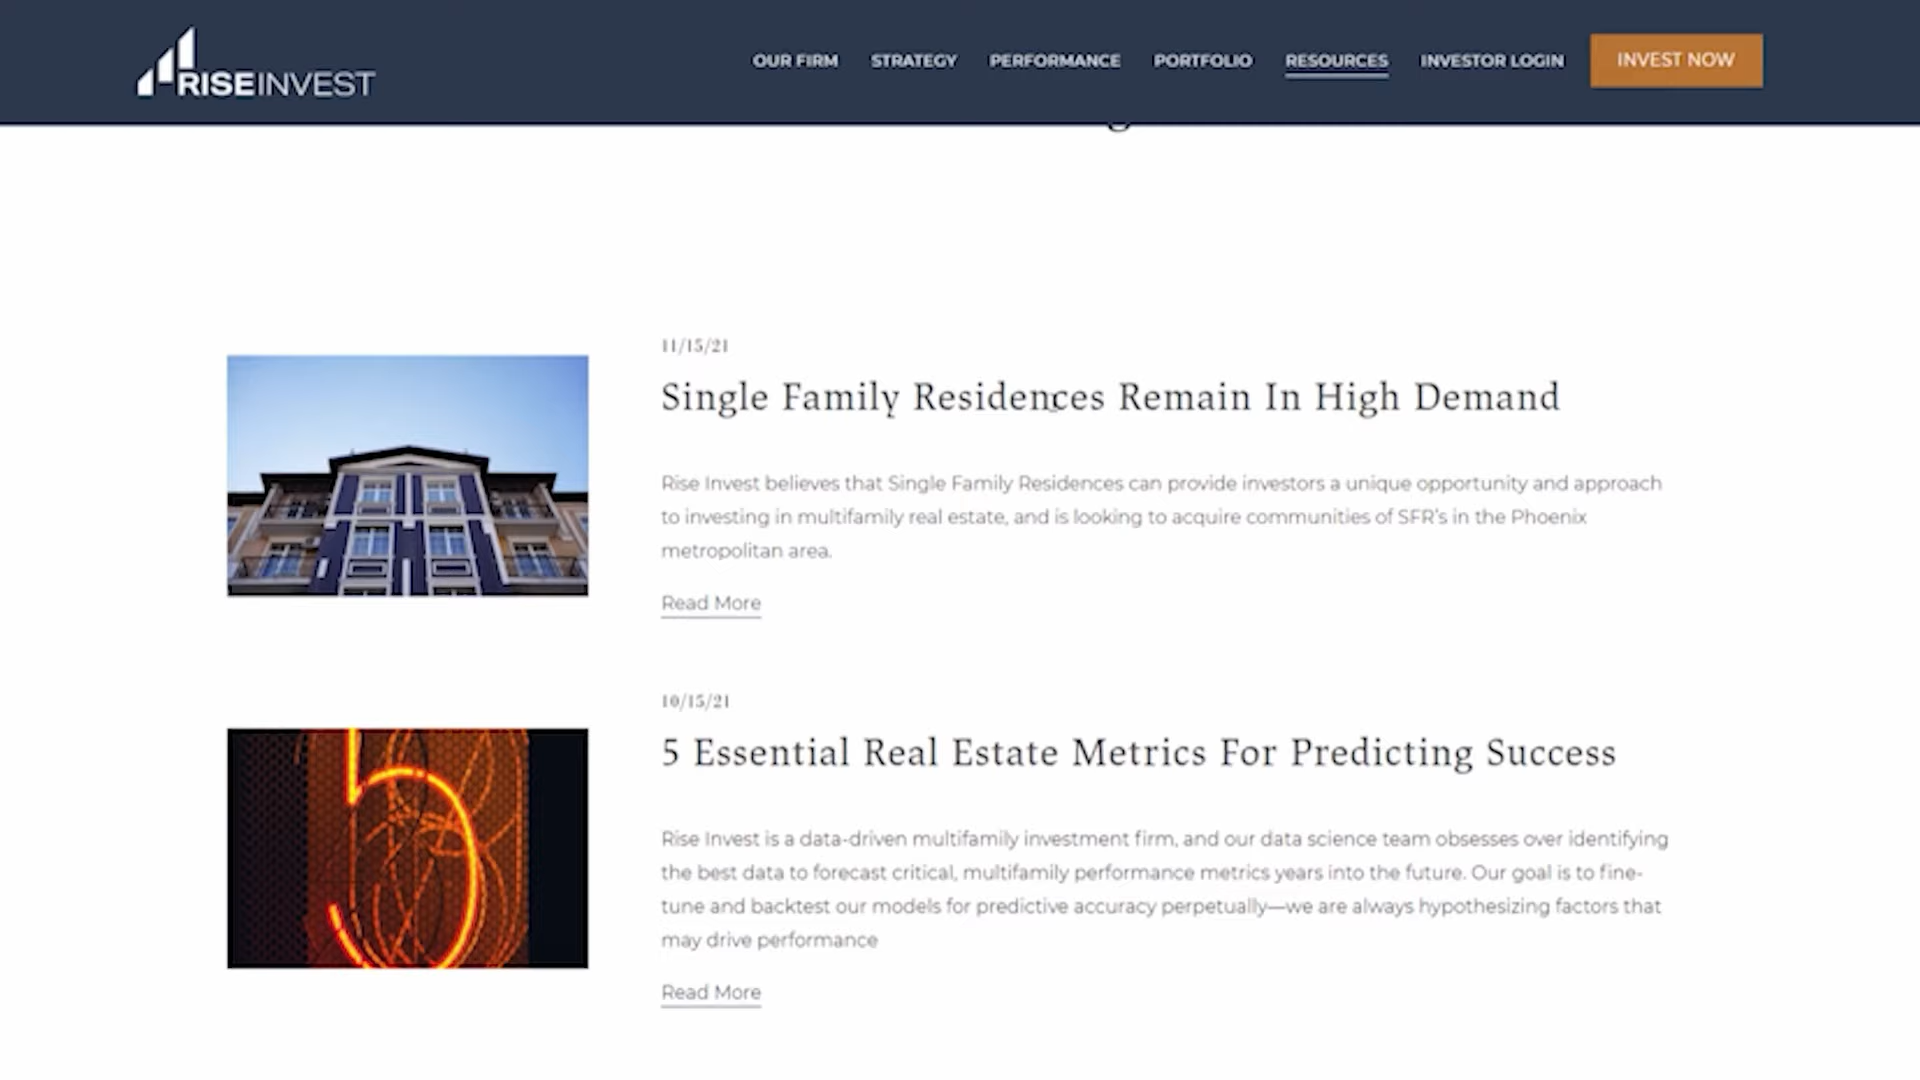 RISEINVEST
OUR FIRM
STRATEGY
PERFORMANCE
PORTFOLIO
RESOURCES
INVESTOR LOGIN
INVEST NOW
11/15/21
Single Family Residences Remain In High Demand
Rise Invest believes that Single Family Residences can provide investors a unique opportunity and approach
to investing in multifamily real estate, and is looking to acquire communities of SFR's in the Phoenix
metropolitan area.
Read More
10/15/21
5 Essential Real Estate Metrics For Predicting Success
5
Rise Invest is a data-driven multifamily investment firm, and our data science team obsesses over identifying
the best data to forecast critical, multifamily performance metrics years into the future. Our goal is to fine-
tune and backtest our models for predictive accuracy perpetually—we are always hypothesizing factors that
may drive performance
Read More